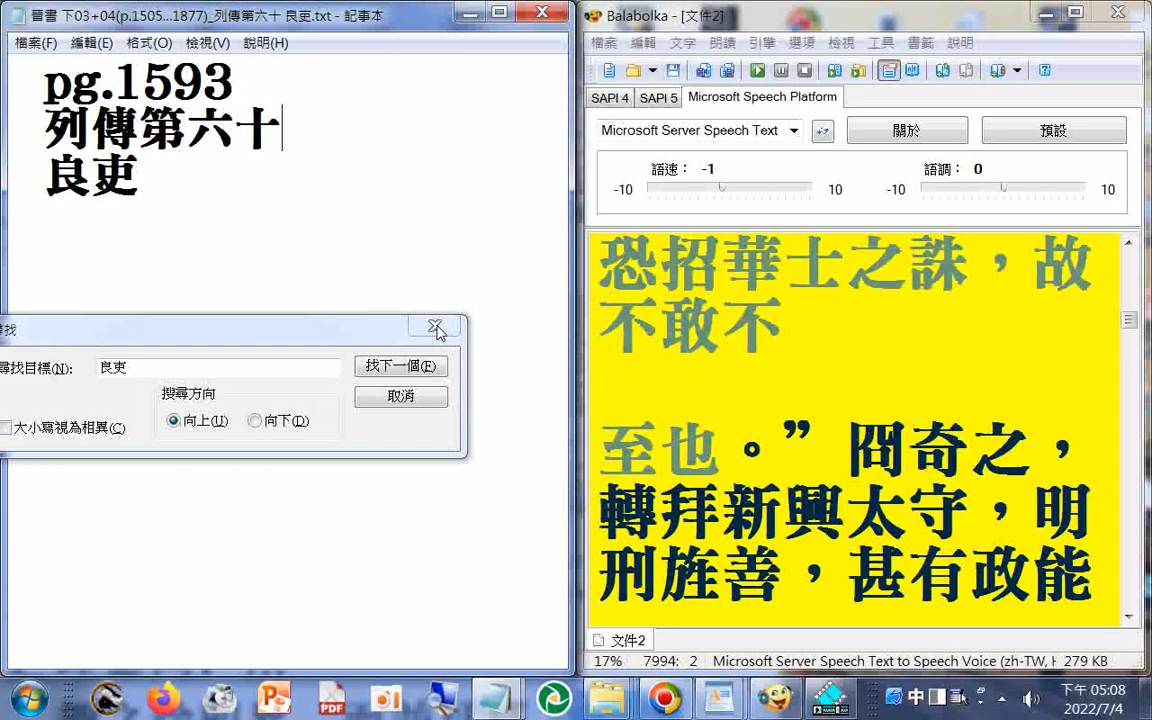 晉書 下03+04(p.1505...1877)_列傳第六十 良吏.txt - 記事本
檔案(F) 編輯(E) 格式(O) 檢視(V) 說明(H)
pg.1593
列傳第六十
良吏
尋找
尋找目標(N): 良吏
找下一個(E)
搜尋方向
取消
向上(U) 向下(D)
大小寫視為相異(C)
Balabolka - [文件2]
檔案 編輯 文字 朗讀 引擎 選項 檢視 工具 書籤 說明
SAPI 4 SAPI 5 Microsoft Speech Platform
Microsoft Server Speech Text
關於 預設
語速： -1 語調： 0
-10 10 -10 10
恐招華士之誅，故
不敢不
至也。”冏奇之，
轉拜新興太守，明
刑旌善，甚有政能
文件2
17% 7994: 2 Microsoft Server Speech Text to Speech Voice (zh-TW, H 279 KB
PDF
中
下午 05:08
2022/7/4